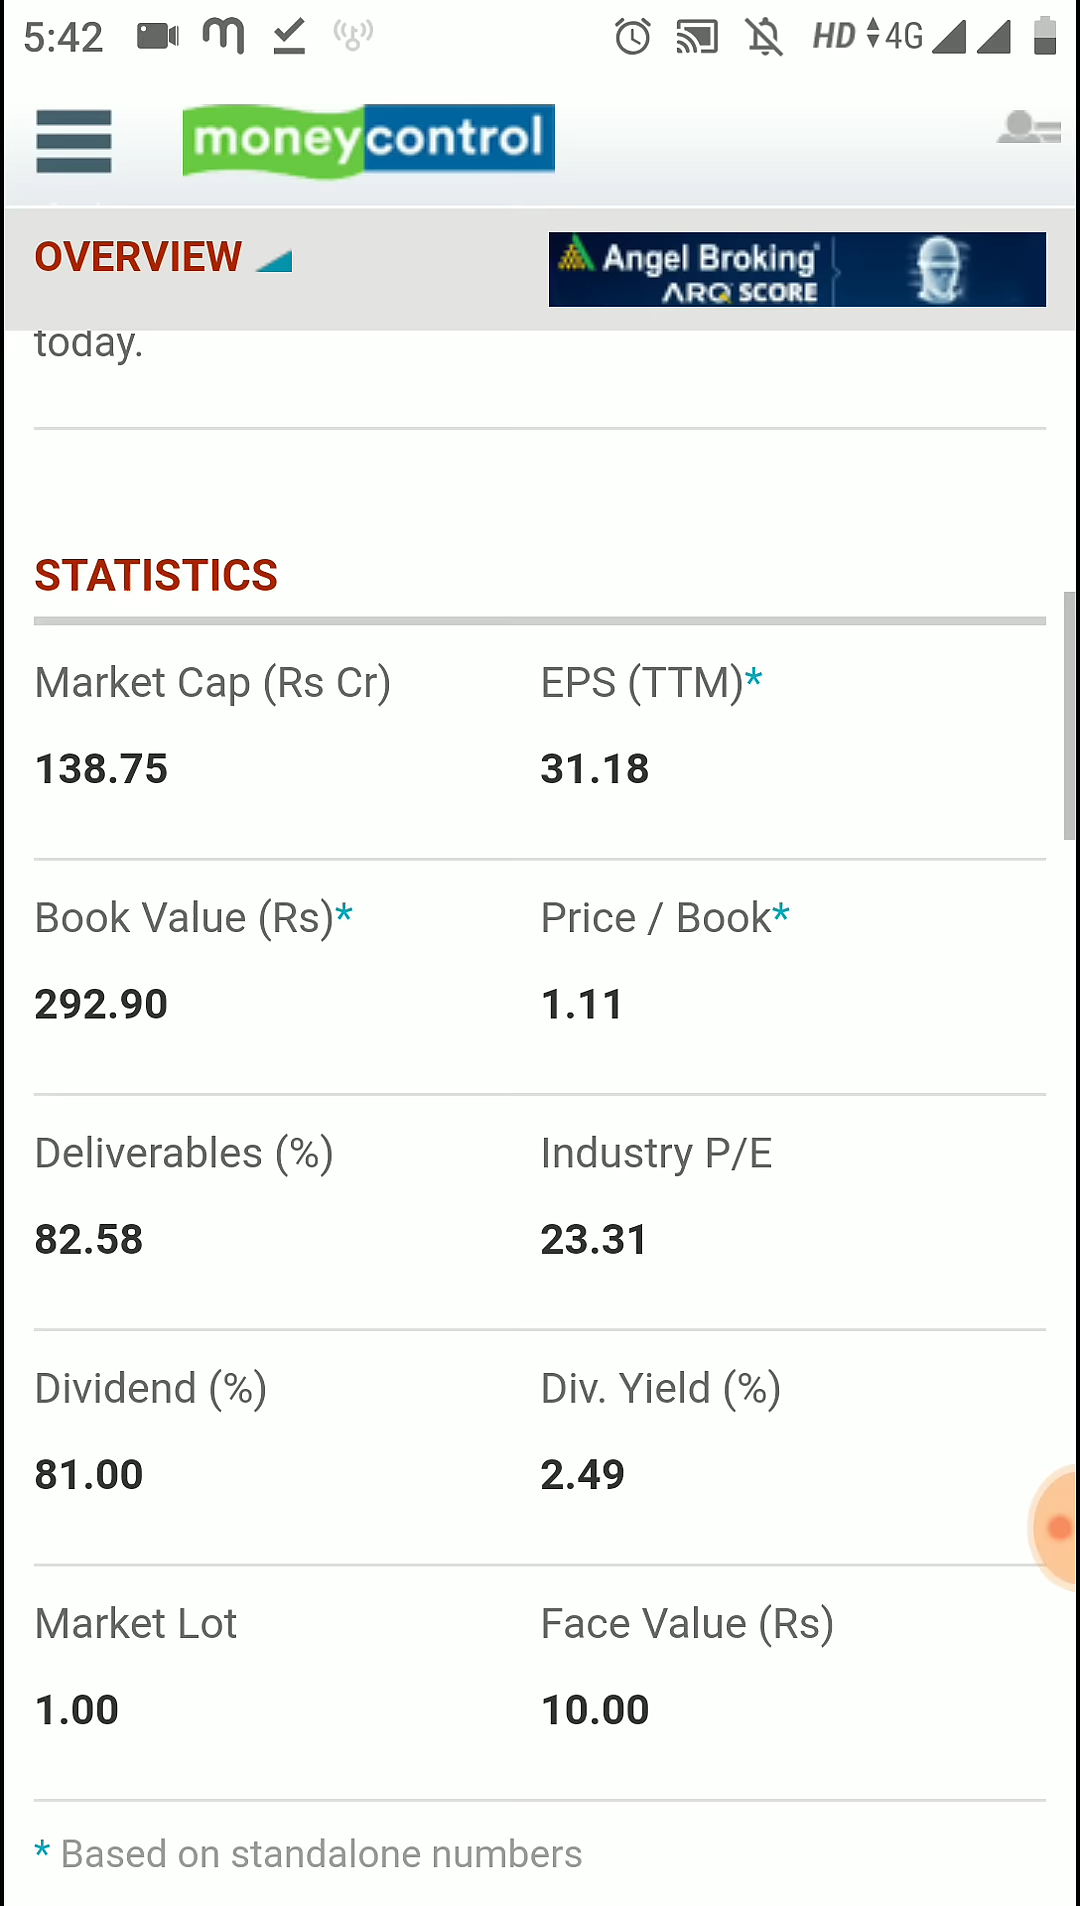 5:42 HD 4G
moneycontrol
OVERVIEW
Angel Broking
ARQ SCORE
today.
STATISTICS
Market Cap (Rs Cr) EPS (TTM)*
138.75 31.18
Book Value (Rs)* Price / Book*
292.90 1.11
Deliverables (%) Industry P/E
82.58 23.31
Dividend (%) Div. Yield (%)
81.00 2.49
Market Lot Face Value (Rs)
1.00 10.00
* Based on standalone numbers